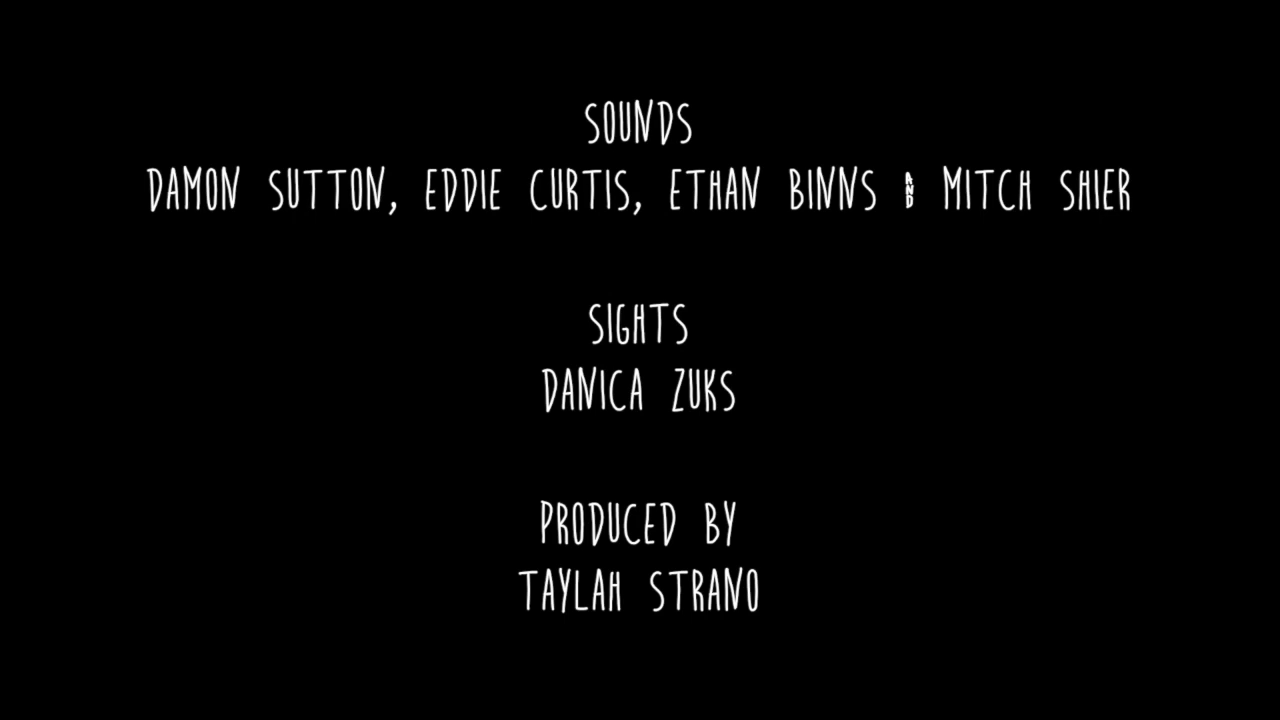 SOUNDS
DAMON SUTTON, EDDIE CURTIS, ETHAN BINNS AND MITCH SHIER
SIGHTS
DANICA ZUKS
PRODUCED BY
TAYLAH STRANO